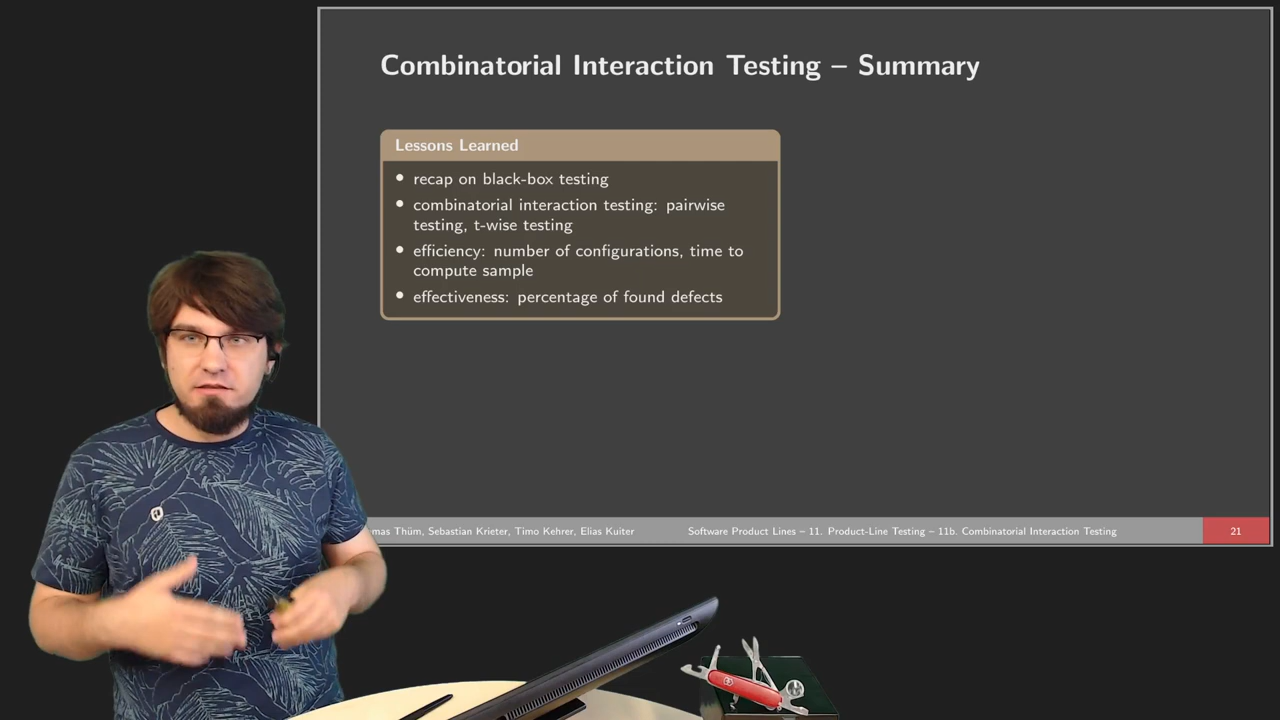 Combinatorial Interaction Testing – Summary
Lessons Learned
• recap on black-box testing
• combinatorial interaction testing: pairwise
testing, t-wise testing
• efficiency: number of configurations, time to
compute sample
• effectiveness: percentage of found defects
Thüm, Sebastian Krieter, Timo Kehrer, Elias Kuiter
Software Product Lines – 11. Product-Line Testing – 11b. Combinatorial Interaction Testing
21